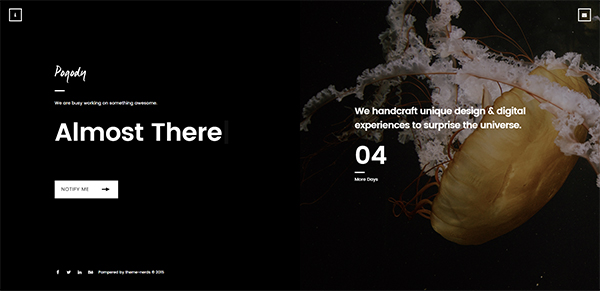 Pogody
We are busy working on something awesome.
Almost There
NOTIFY ME
Pampered by theme-nerds © 2015
We handcraft unique design & digital
experiences to surprise the universe.
04
More Days